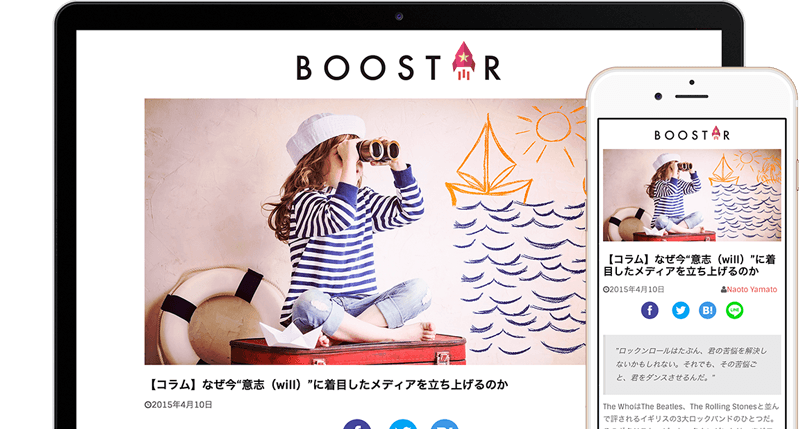 BOOSTAR
【コラム】なぜ今“意志（will）”に着目したメディアを立ち上げるのか
2015年4月10日
BOOSTAR
【コラム】なぜ今“意志（will）”に着
目したメディアを立ち上げるのか
2015年4月10日 Naoto Yamato
f B! LINE
"ロックンロールはたぶん、君の苦悩を解決し
ないかもしれない。それでも、その苦悩ご
と、君をダンスさせるんだ。"
The WhoはThe Beatles、The Rolling Stonesと並ん
で評されるイギリスの3大ロックバンドのひとつだ。